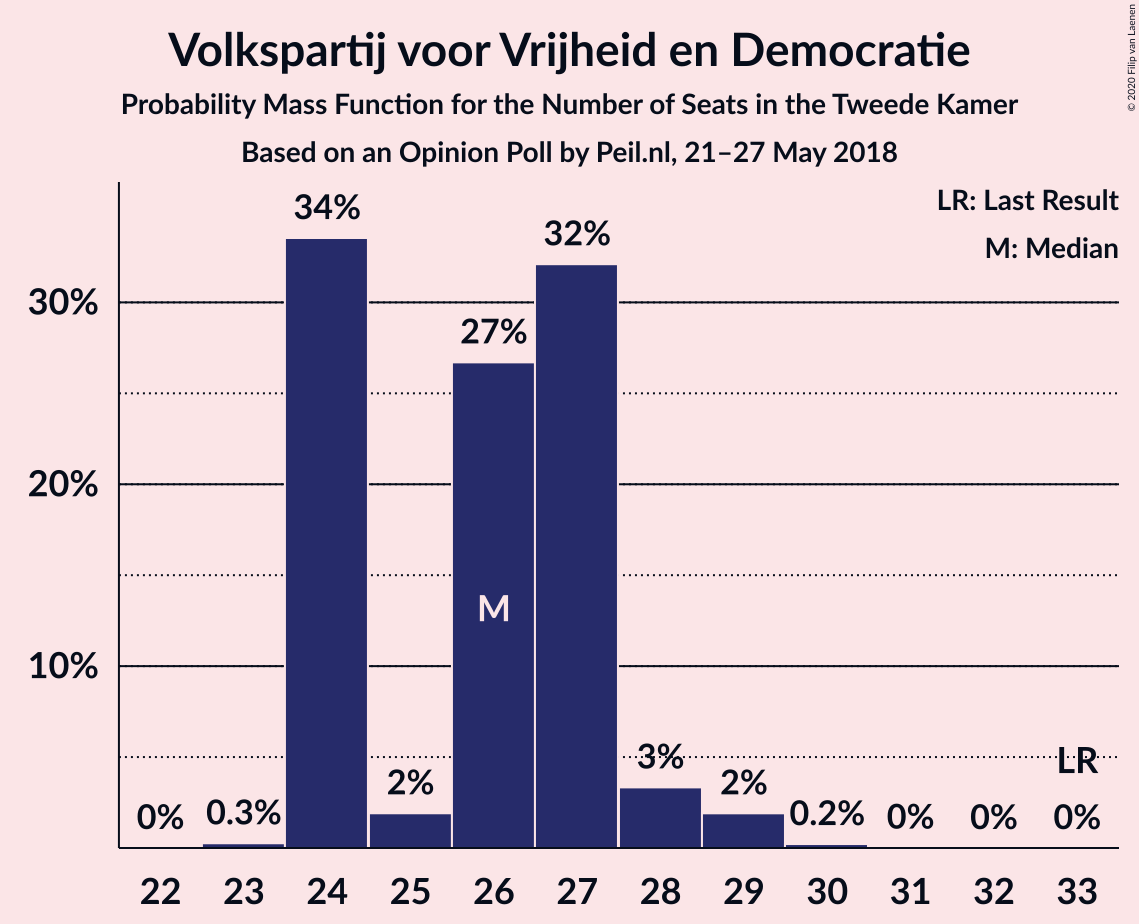 Volkspartij voor Vrijheid en Democratie
Probability Mass Function for the Number of Seats in the Tweede Kamer
Based on an Opinion Poll by Peil.nl, 21–27 May 2018
© 2020 Filip van Laenen
LR: Last Result
M: Median
34%
32%
30%
27%
20%
M
10%
3%
LR
2%
2%
0%
0.3%
0.2%
0%
0%
0%
22 23 24 25 26 27 28 29 30 31 32 33